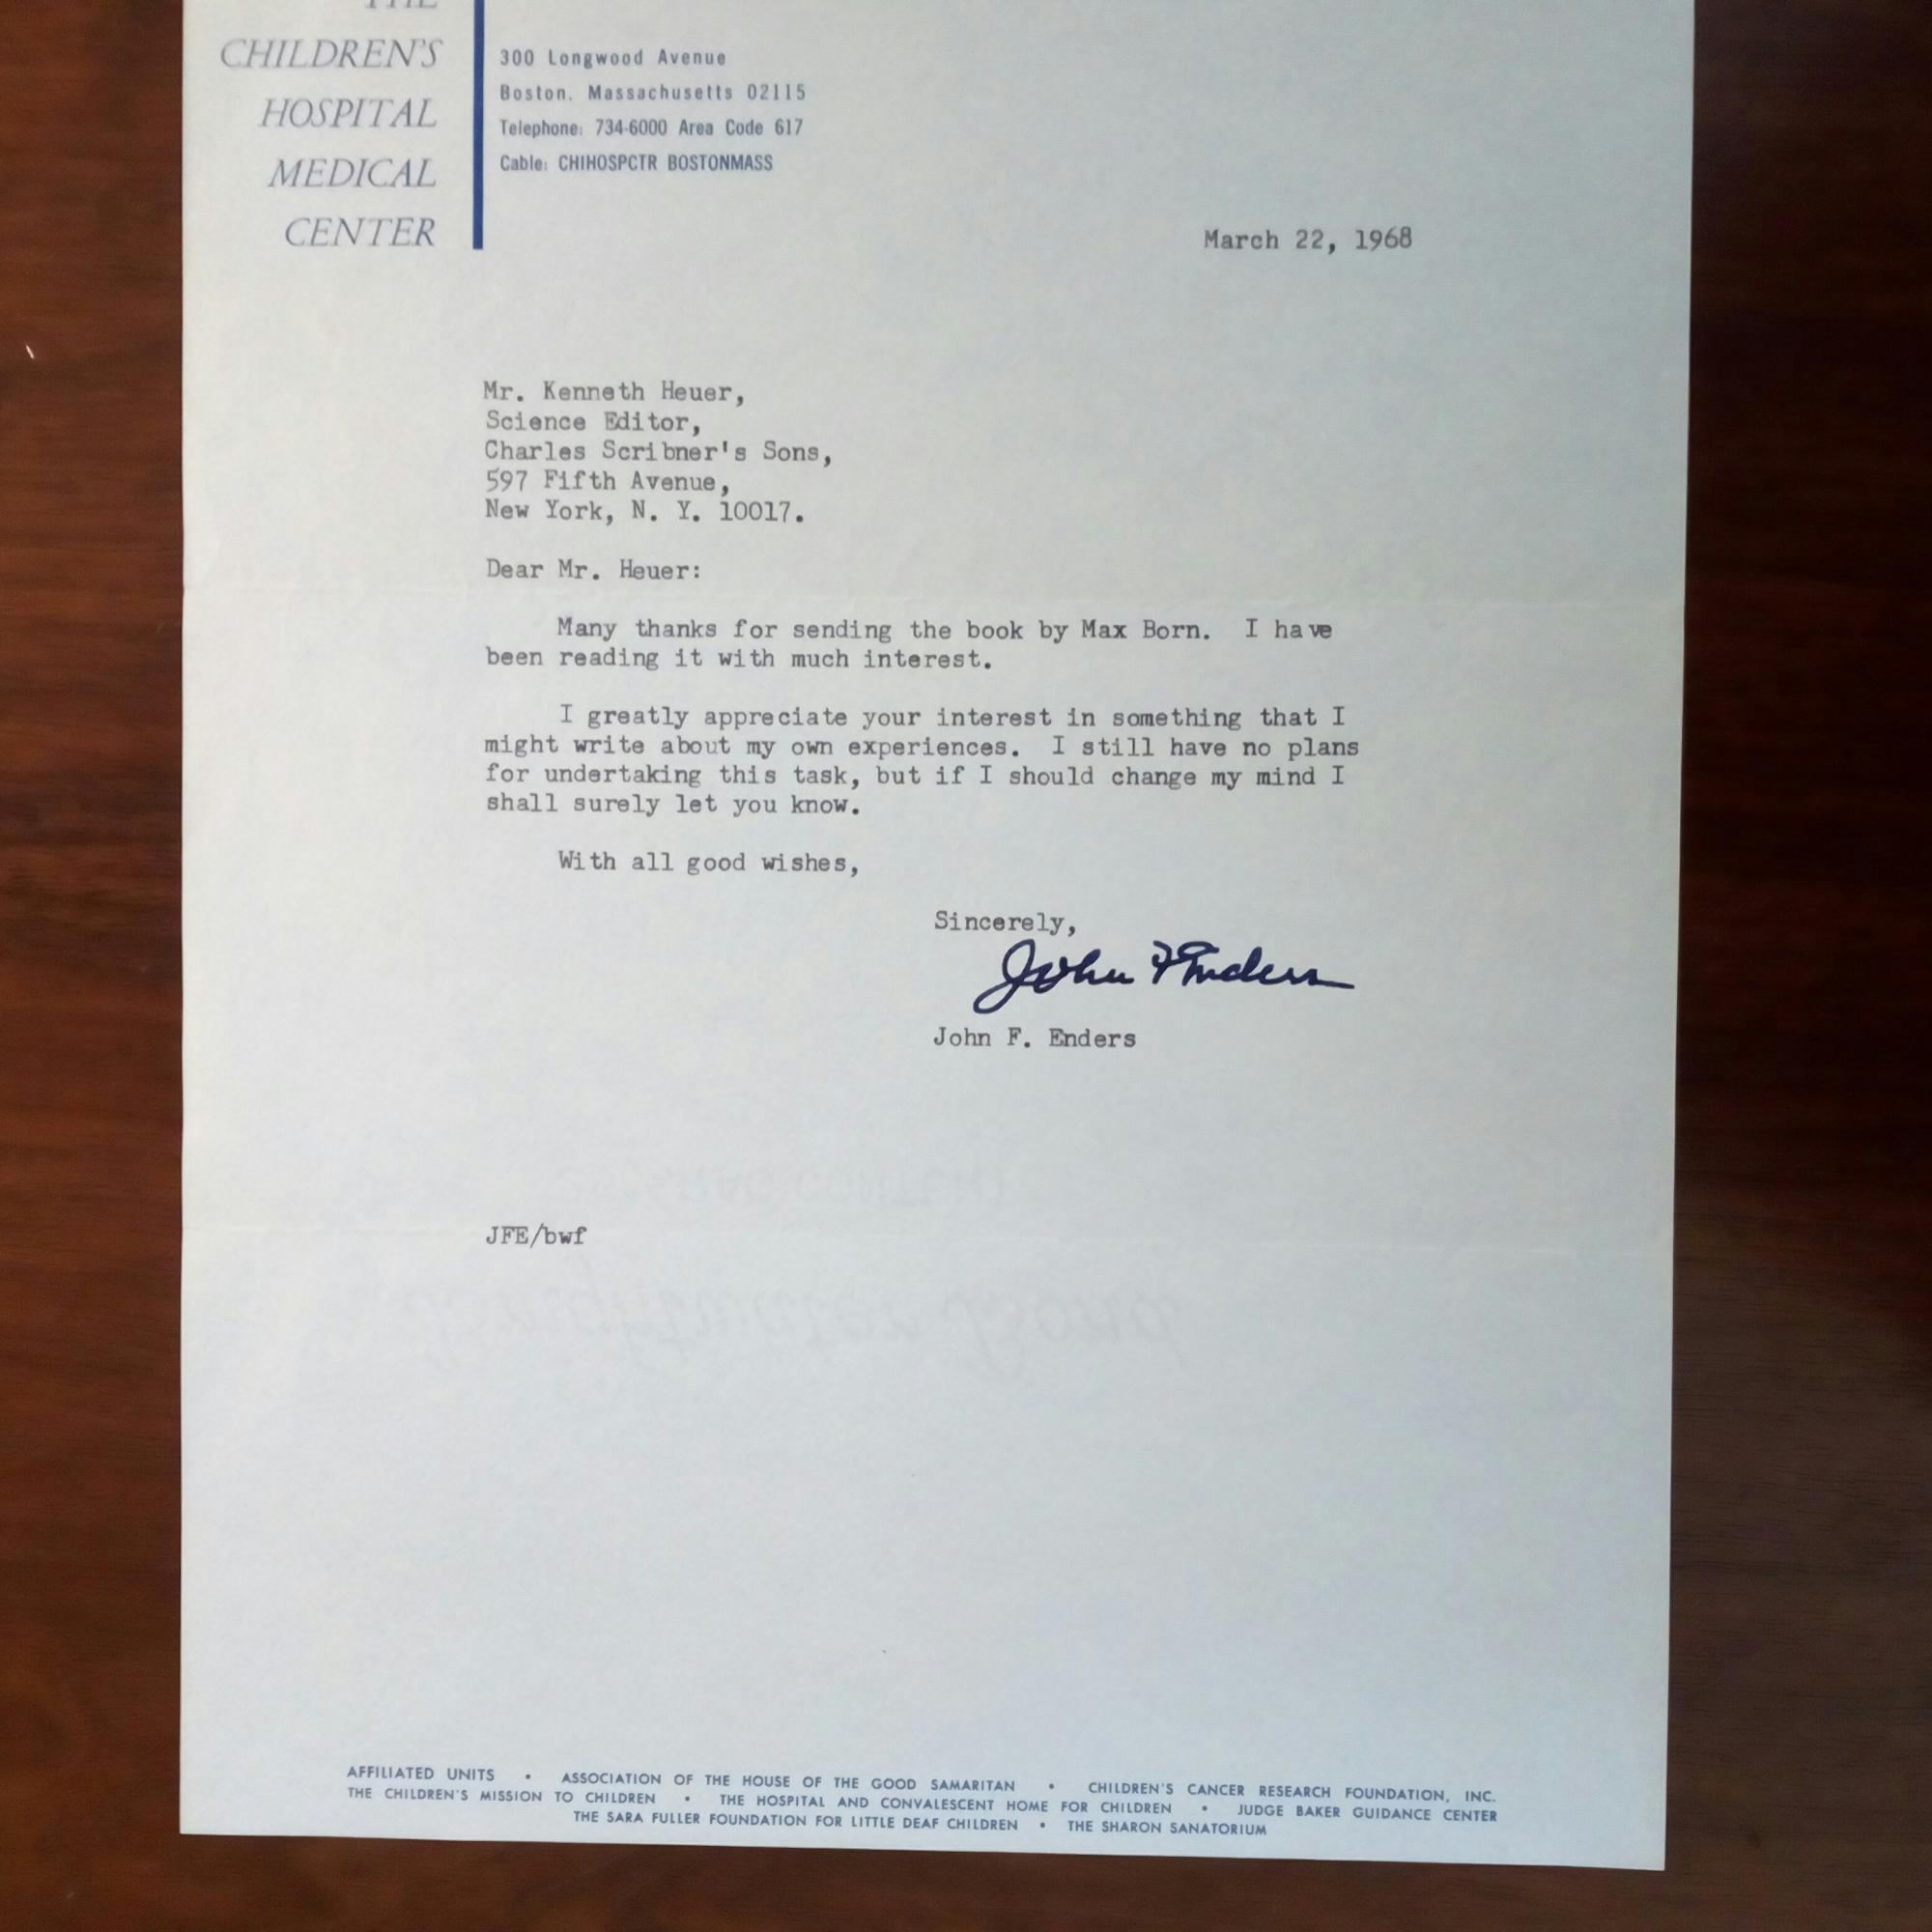 THE
CHILDREN'S
HOSPITAL
MEDICAL
CENTER
300 Longwood Avenue
Boston. Massachusetts 02115
Telephone: 734-6000 Area Code 617
Cable: CHIHOSPCTR BOSTONMASS
March 22, 1968
Mr. Kenneth Heuer,
Science Editor,
Charles Scribner's Sons,
597 Fifth Avenue,
New York, N. Y. 10017.
Dear Mr. Heuer:
Many thanks for sending the book by Max Born. I have
been reading it with much interest.
I greatly appreciate your interest in something that I
might write about my own experiences. I still have no plans
for undertaking this task, but if I should change my mind I
shall surely let you know.
With all good wishes,
Sincerely,
John F Enders
John F. Enders
JFE/bwf
AFFILIATED UNITS • ASSOCIATION OF THE HOUSE OF THE GOOD SAMARITAN • CHILDREN'S CANCER RESEARCH FOUNDATION, INC.
THE CHILDREN'S MISSION TO CHILDREN • THE HOSPITAL AND CONVALESCENT HOME FOR CHILDREN • JUDGE BAKER GUIDANCE CENTER
THE SARA FULLER FOUNDATION FOR LITTLE DEAF CHILDREN • THE SHARON SANATORIUM